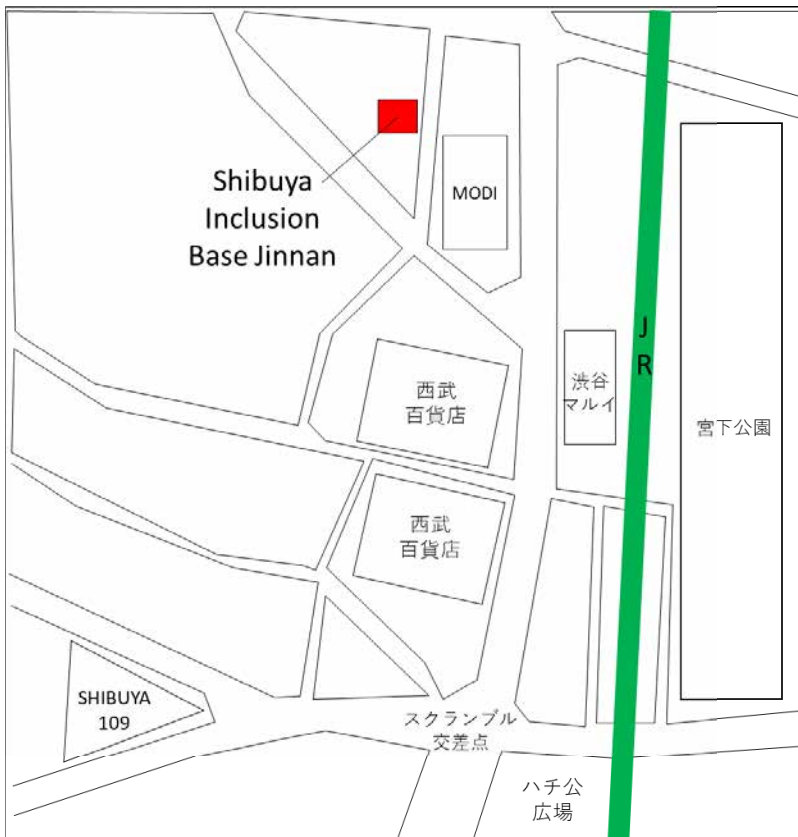 Shibuya
Inclusion
Base Jinnan
MODI
J
R
西武
百貨店
渋谷
マルイ
宮下公園
西武
百貨店
SHIBUYA
109
スクランブル
交差点
ハチ公
広場